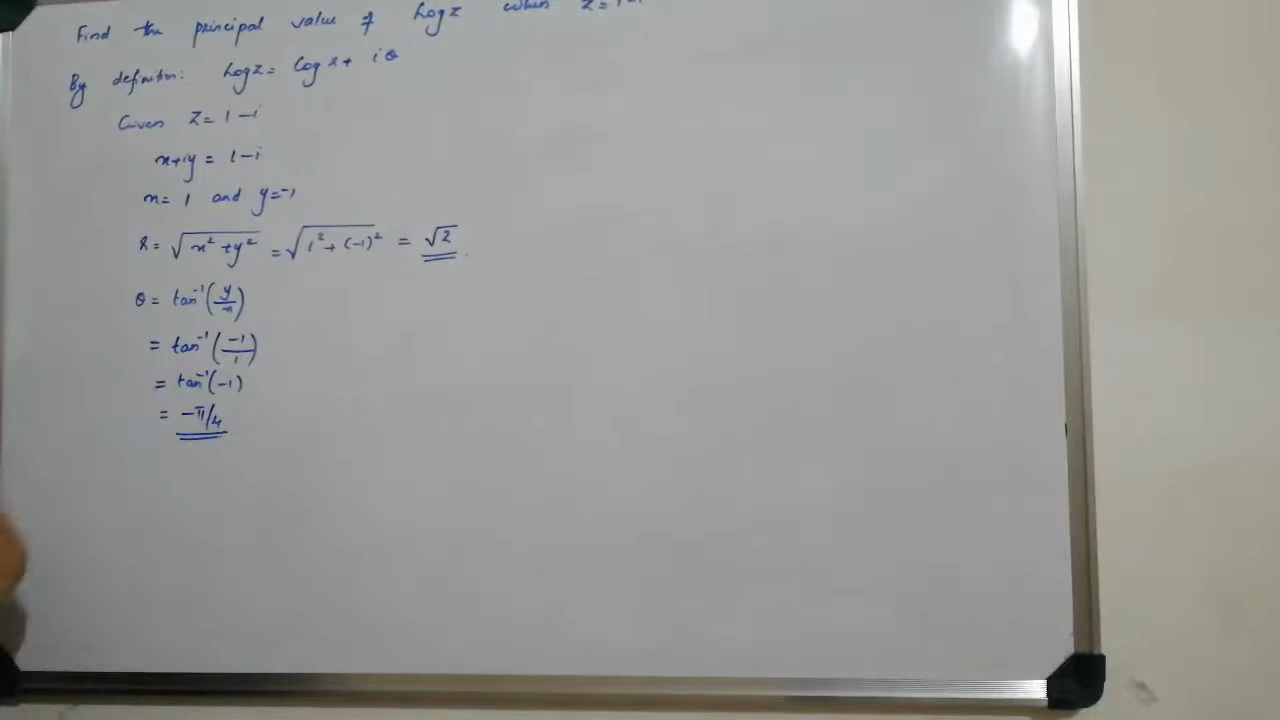 Find the principal value of Log z when z = 1-i
By definition: Log z = log r + iθ
Given z = 1-i
x+iy = 1-i
x = 1 and y = -1
r = √(x² + y²) = √(1² + (-1)²) = √2
θ = tan⁻¹(y/x)
= tan⁻¹(-1/1)
= tan⁻¹(-1)
= -π/4